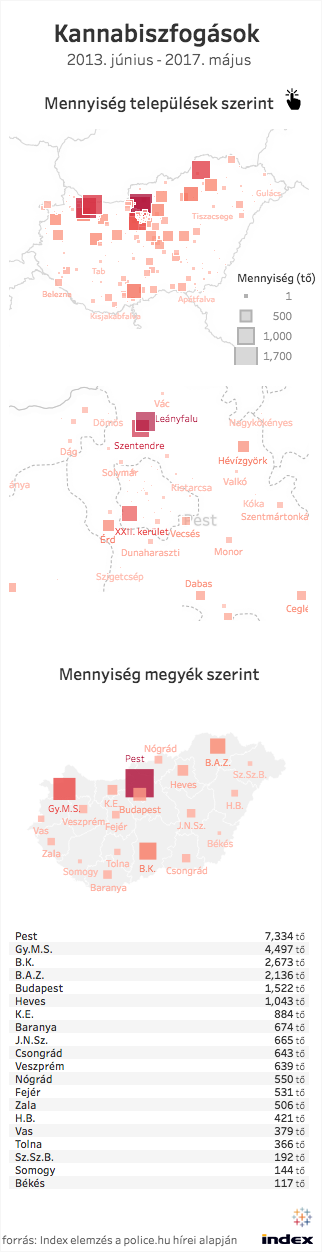 Kannabiszfogások
2013. június - 2017. május
Mennyiség települések szerint
Gulács
Tiszacsege
Tab
Belezna
Kisjakabfalva
Apátfalva
Mennyiség (tő)
1
500
1,000
1,700
Vác
Leányfalu
Dömös
Nagykökényes
Szentendre
Dág
Hévízgyörk
Solymár
Valkó
ánya
Kistarcsa
Kóka
Szentmártonka
Pest
XXII. kerület
Vecsés
Érd
Dunaharaszti
Monor
Szigetcsép
Dabas
Cegle
Mennyiség megyék szerint
Nógrád
Pest
B.A.Z.
Sz.Sz.B.
Heves
Gy.M.S.
K.E.
Budapest
H.B.
Veszprém
Fejér
J.N.Sz.
Vas
Békés
Zala
Tolna
Somogy
B.K.
Csongrád
Baranya
Pest 7,334 tő
Gy.M.S. 4,497 tő
B.K. 2,673 tő
B.A.Z. 2,136 tő
Budapest 1,522 tő
Heves 1,043 tő
K.E. 884 tő
Baranya 674 tő
J.N.Sz. 665 tő
Csongrád 643 tő
Veszprém 639 tő
Nógrád 550 tő
Fejér 531 tő
Zala 506 tő
H.B. 421 tő
Vas 379 tő
Tolna 366 tő
Sz.Sz.B. 192 tő
Somogy 144 tő
Békés 117 tő
forrás: Index elemzés a police.hu hírei alapján
index